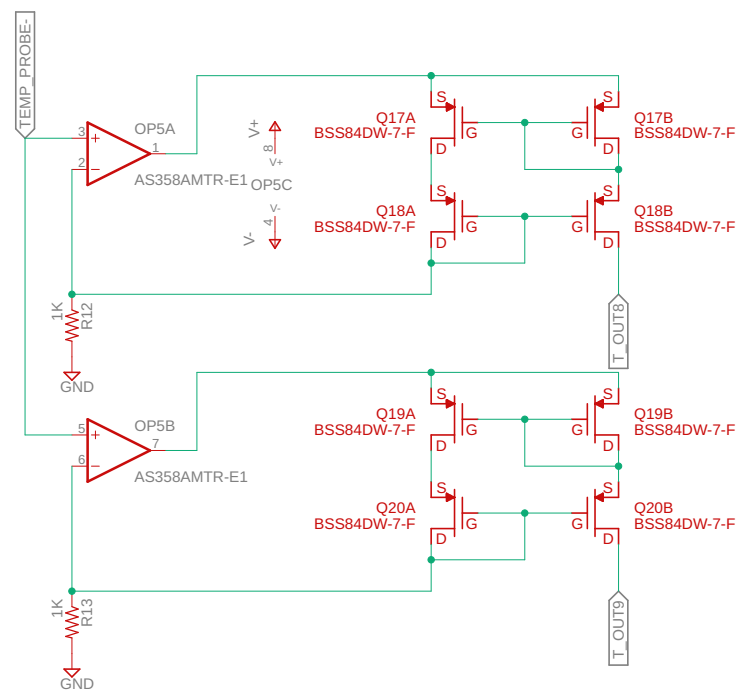 TEMP_PROBE-
OP5A
3
+
2
−
1
AS358AMTR-E1
V+
8
V+
OP5C
V-
4
V-
S
Q17A
BSS84DW-7-F
G
D
S
Q17B
BSS84DW-7-F
G
D
S
Q18A
BSS84DW-7-F
G
D
S
Q18B
BSS84DW-7-F
G
D
1K
R12
GND
T_OUT8
OP5B
5
+
6
−
7
AS358AMTR-E1
S
Q19A
BSS84DW-7-F
G
D
S
Q19B
BSS84DW-7-F
G
D
S
Q20A
BSS84DW-7-F
G
D
S
Q20B
BSS84DW-7-F
G
D
1K
R13
GND
T_OUT9